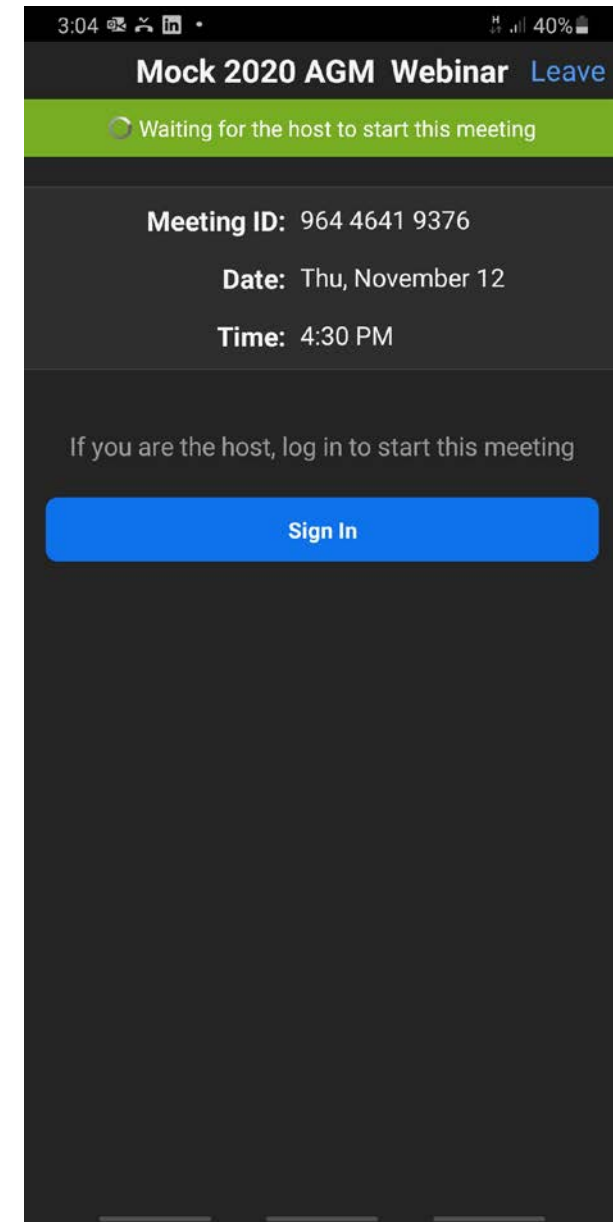 3:04 in • H 40%
Mock 2020 AGM Webinar Leave
Waiting for the host to start this meeting
Meeting ID: 964 4641 9376
Date: Thu, November 12
Time: 4:30 PM
If you are the host, log in to start this meeting
Sign In